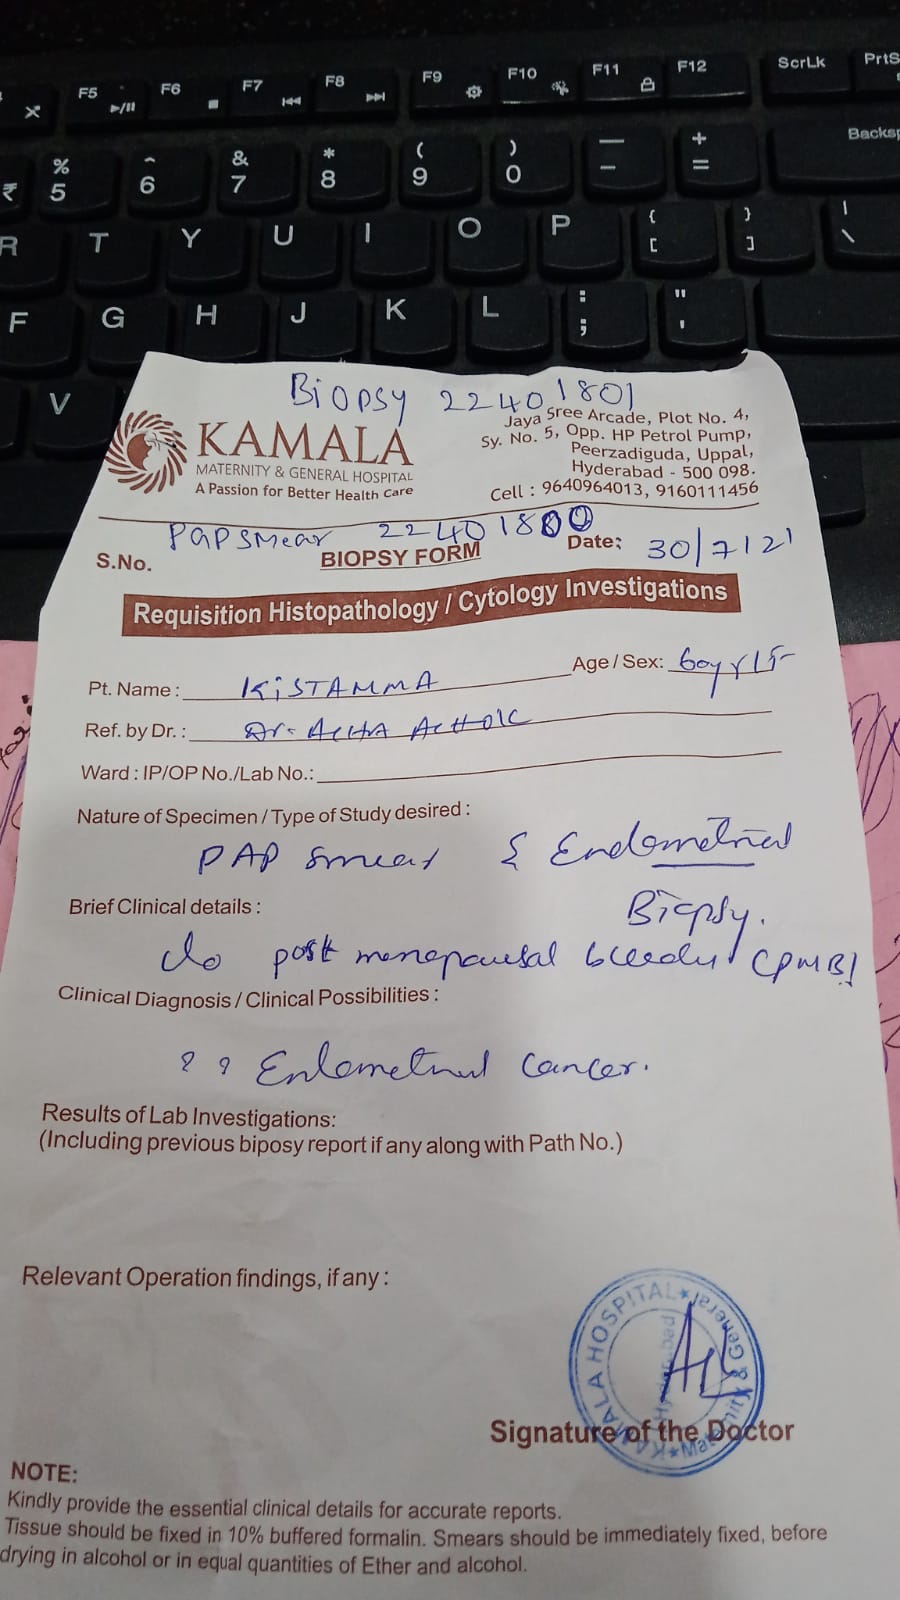 F5 F6 F7 F8 F9 F10 F11 F12 ScrLk PrtS
% 5 ^ 6 & 7 * 8 ( 9 ) 0 — - + = Backsp
₹
R T Y U I O P { [ } ] | \
F G H J K L : ; " '
V
Biopsy 22401801
KAMALA
MATERNITY & GENERAL HOSPITAL
A Passion for Better Health Care
Jaya Sree Arcade, Plot No. 4,
Sy. No. 5, Opp. HP Petrol Pump,
Peerzadiguda, Uppal,
Hyderabad - 500 098.
Cell : 9640964013, 9160111456
PAPSmear 22401800
S.No.
BIOPSY FORM
Date: 30/7/21
Requisition Histopathology / Cytology Investigations
Pt. Name : KiSTAMMA
Age / Sex: 60y/F
Ref. by Dr. : Dr.
Ward : IP/OP No./Lab No.:
Nature of Specimen / Type of Study desired :
PAP smear & Endometrial
Biopsy.
Brief Clinical details :
c/o post menopausal bleeding (PMB)
Clinical Diagnosis / Clinical Possibilities :
? ? Endometrial cancer.
Results of Lab Investigations:
(Including previous biposy report if any along with Path No.)
Relevant Operation findings, if any :
KAMALA HOSPITAL ★ Maternity & General ★
Hyderabad
Signature of the Doctor
NOTE:
Kindly provide the essential clinical details for accurate reports.
Tissue should be fixed in 10% buffered formalin. Smears should be immediately fixed, before
drying in alcohol or in equal quantities of Ether and alcohol.